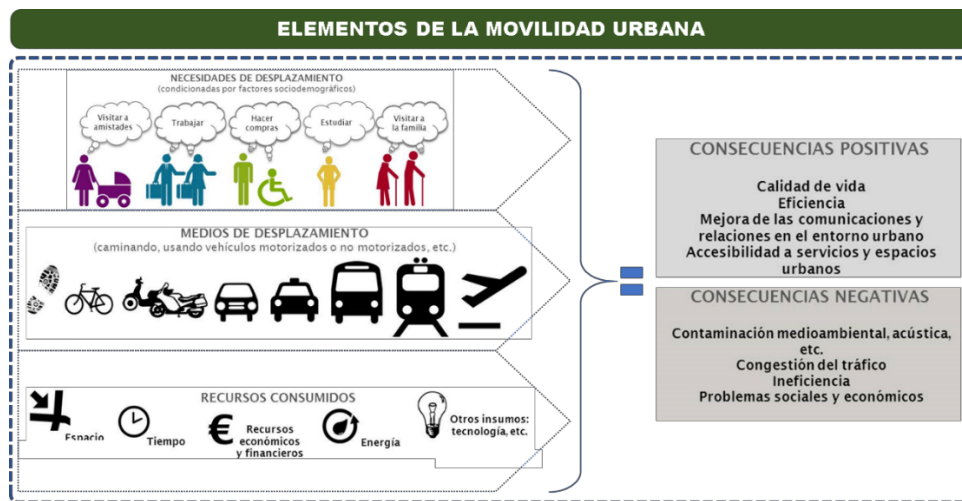 ELEMENTOS DE LA MOVILIDAD URBANA
NECESIDADES DE DESPLAZAMIENTO
(condicionadas por factores sociodemográficos)
Visitar a
amistades
Trabajar
Hacer
compras
Estudiar
Visitar a
la familia
MEDIOS DE DESPLAZAMIENTO
(caminando, usando vehículos motorizados o no motorizados, etc.)
RECURSOS CONSUMIDOS
Espacio
Tiempo
€
Recursos
económicos
y financieros
Energía
Otros insumos:
tecnología, etc.
CONSECUENCIAS POSITIVAS
Calidad de vida
Eficiencia
Mejora de las comunicaciones y
relaciones en el entorno urbano
Accesibilidad a servicios y espacios
urbanos
CONSECUENCIAS NEGATIVAS
Contaminación medioambiental, acústica,
etc.
Congestión del tráfico
Ineficiencia
Problemas sociales y económicos